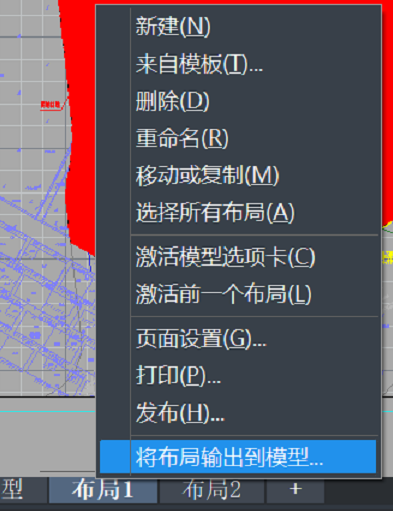 新建(N)
来自模板(T)...
删除(D)
重命名(R)
移动或复制(M)
选择所有布局(A)
激活模型选项卡(C)
激活前一个布局(L)
页面设置(G)...
打印(P)...
发布(H)...
将布局输出到模型...
型 布局1 布局2 +